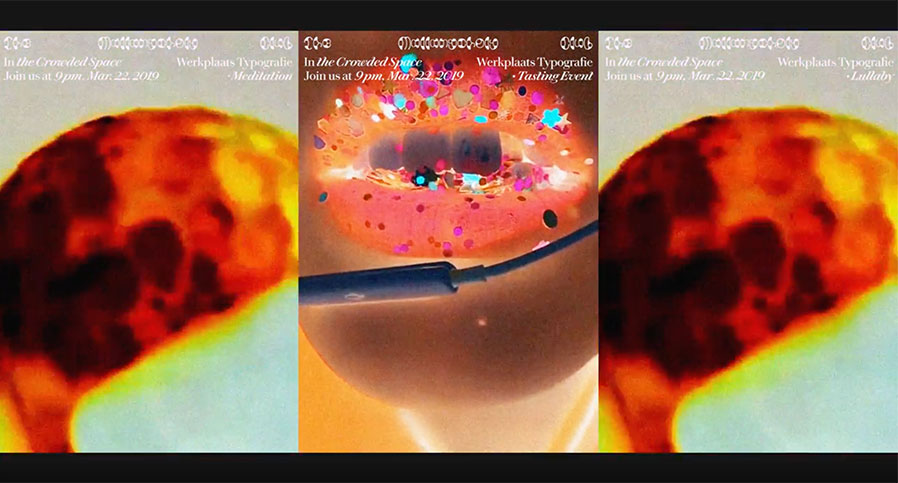 In the Crowded Space
Werkplaats Typografie
Join us at 9pm, Mar. 22. 2019
•Meditation
In the Crowded Space
Werkplaats Typografie
Join us at 9pm, Mar. 22. 2019
•Tasting Event
In the Crowded Space
Werkplaats Typografie
Join us at 9pm, Mar. 22. 2019
•Lullaby